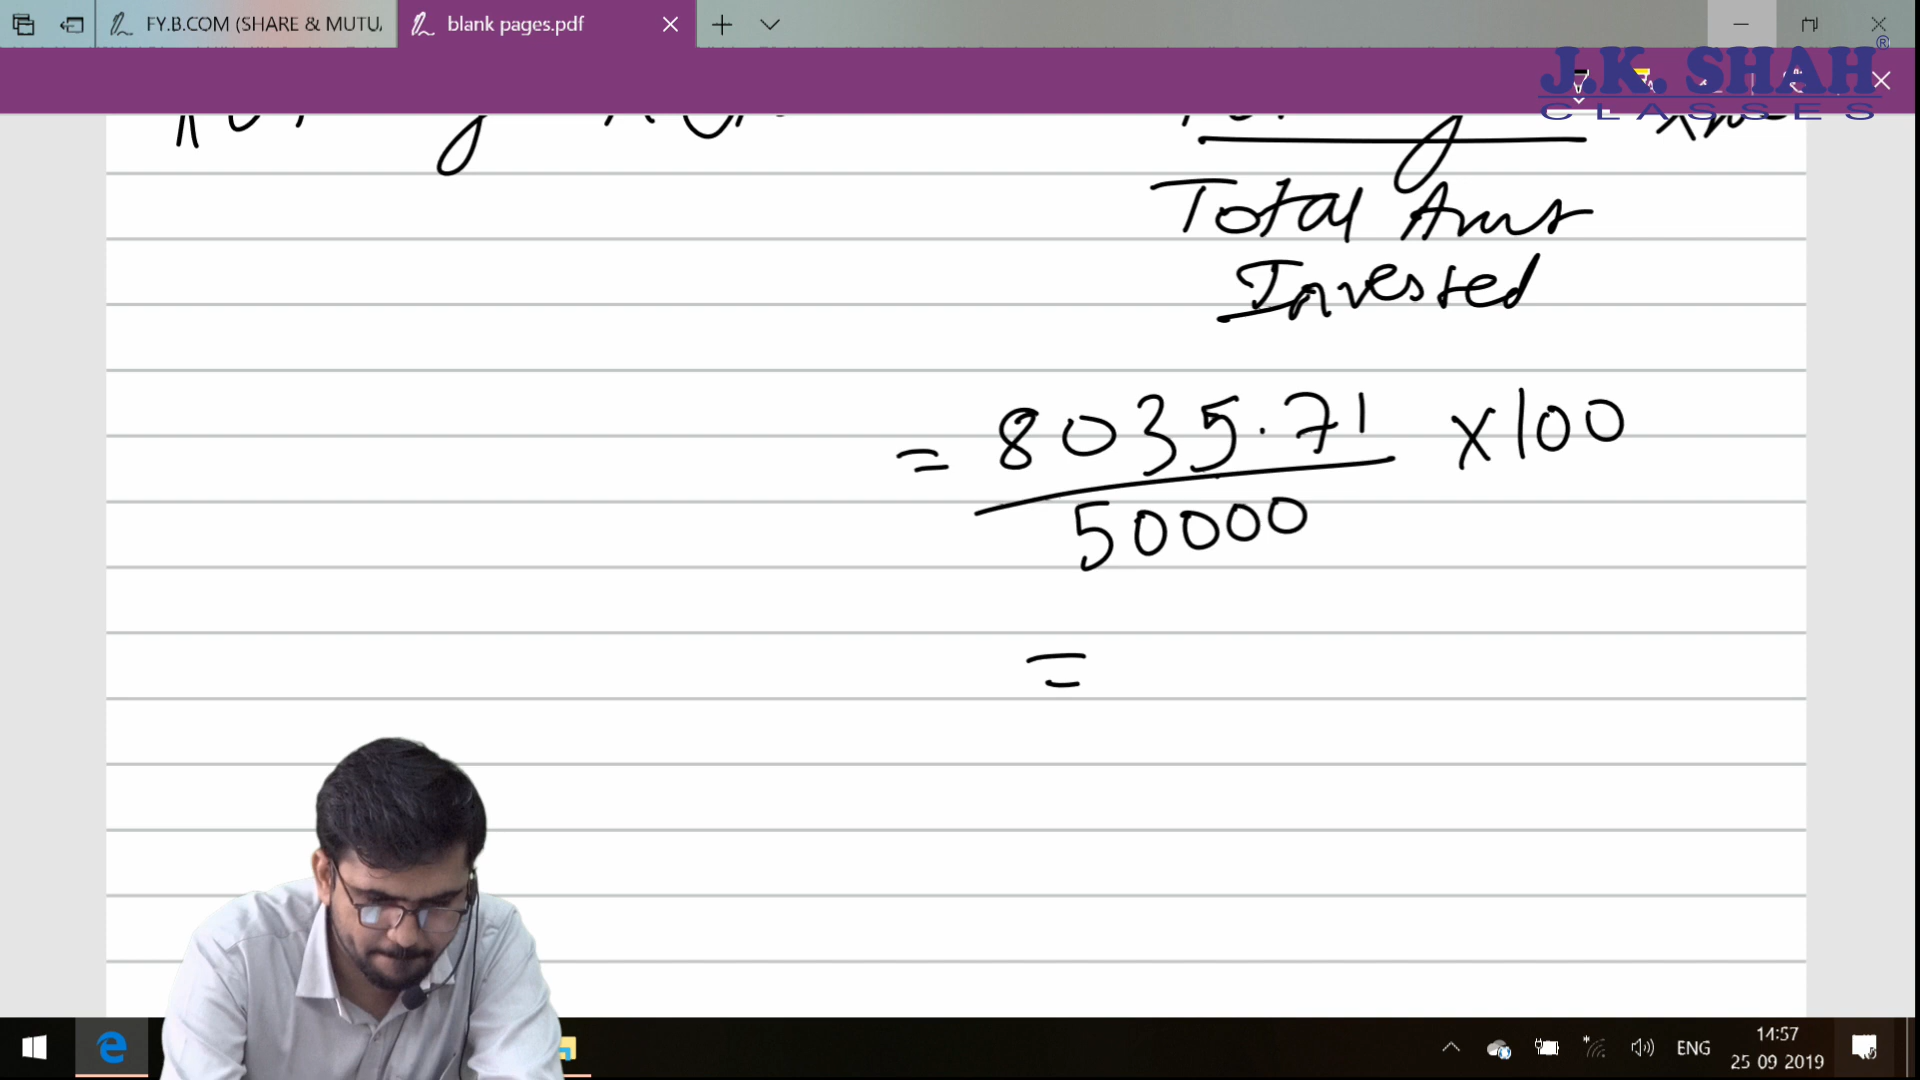 FY.B.COM (SHARE & MUTU
blank pages.pdf
J.K. SHAH®
CLASSES
Total Amt
Invested
= 8035.71 x100
50000
=
ENG
14:57
25 09 2019